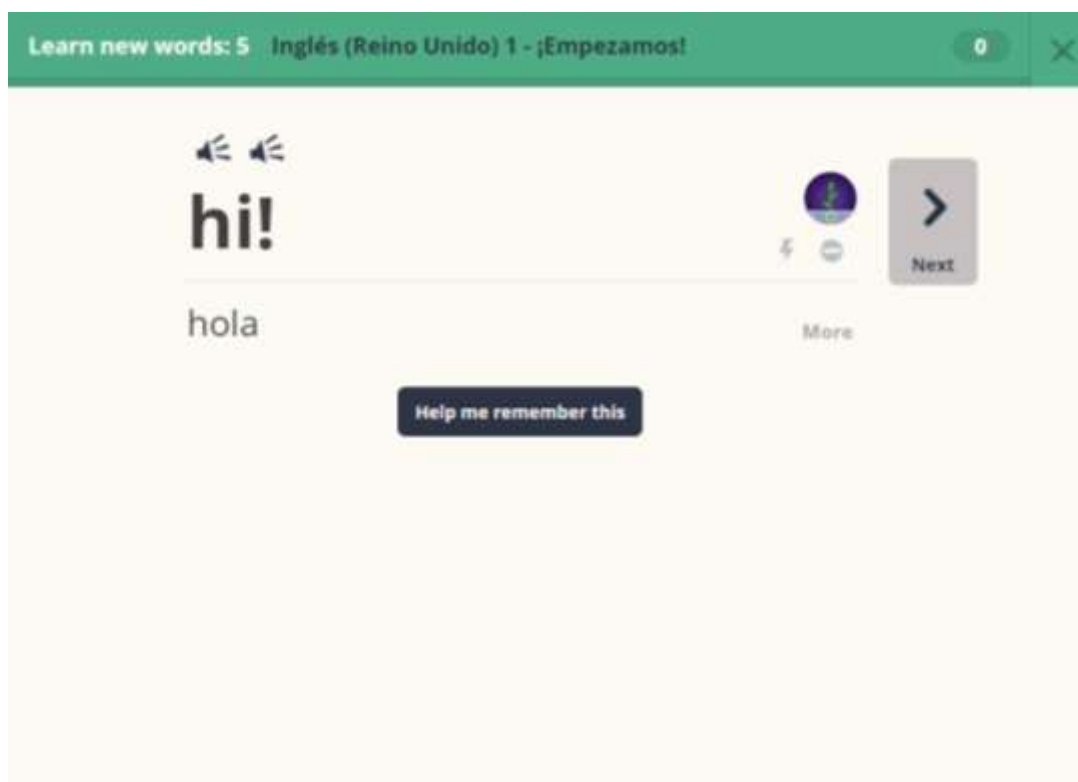 Learn new words: 5 Inglés (Reino Unido) 1 - ¡Empezamos! 0
hi!
Next
hola
More
Help me remember this